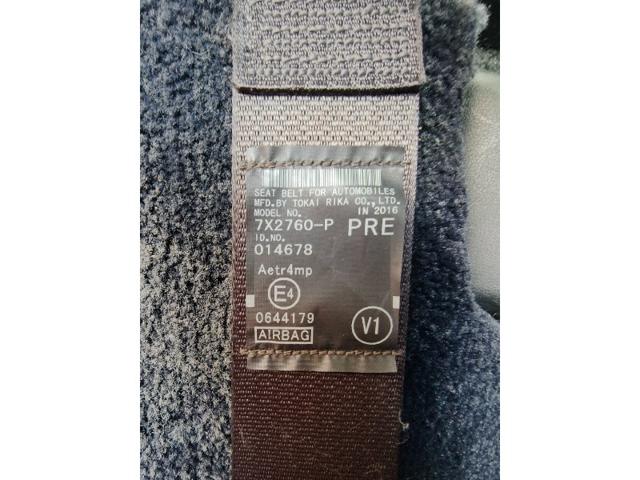 SEAT BELT FOR AUTOMOBILES
MFD.BY TOKAI RIKA CO.,LTD.
MODEL NO. IN 2016
7X2760-P PRE
ID.NO.
014678
Aetr4mp
E4
0644179
AIRBAG V1